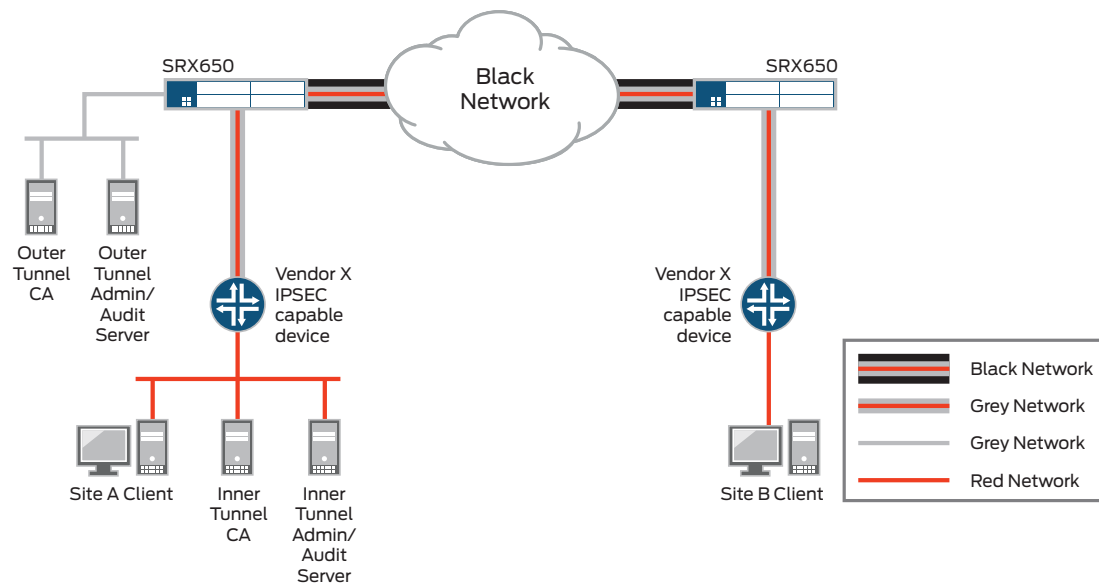 SRX650
Black
Network
SRX650
Outer
Tunnel
CA
Outer
Tunnel
Admin/
Audit
Server
Vendor X
IPSEC
capable
device
Vendor X
IPSEC
capable
device
Site A Client
Inner
Tunnel
CA
Inner
Tunnel
Admin/
Audit
Server
Site B Client
Black Network
Grey Network
Grey Network
Red Network